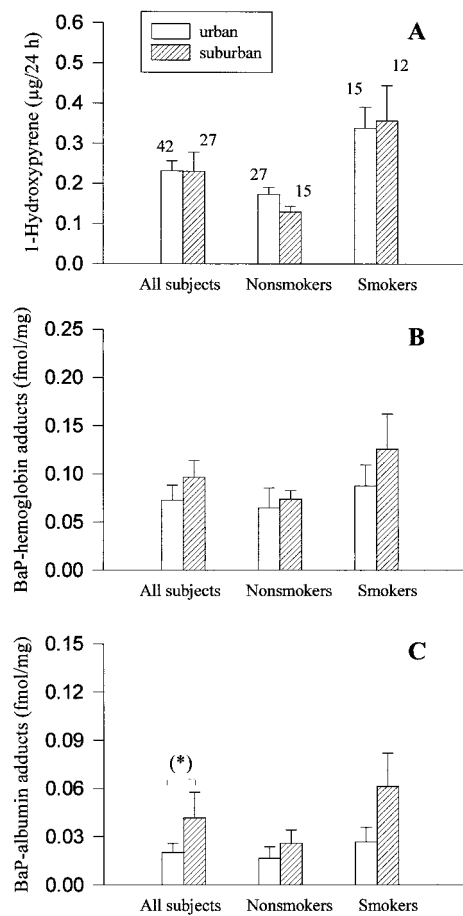 urban
suburban
A
1-Hydroxypyrene (µg/24 h)
0.6
0.5
0.4
0.3
0.2
0.1
0.0
42
27
27
15
15
12
All subjects
Nonsmokers
Smokers
B
BaP-hemoglobin adducts (fmol/mg)
0.25
0.20
0.15
0.10
0.05
0.00
All subjects
Nonsmokers
Smokers
C
BaP-albumin adducts (fmol/mg)
0.15
0.12
0.09
0.06
0.03
0.00
(*)
All subjects
Nonsmokers
Smokers